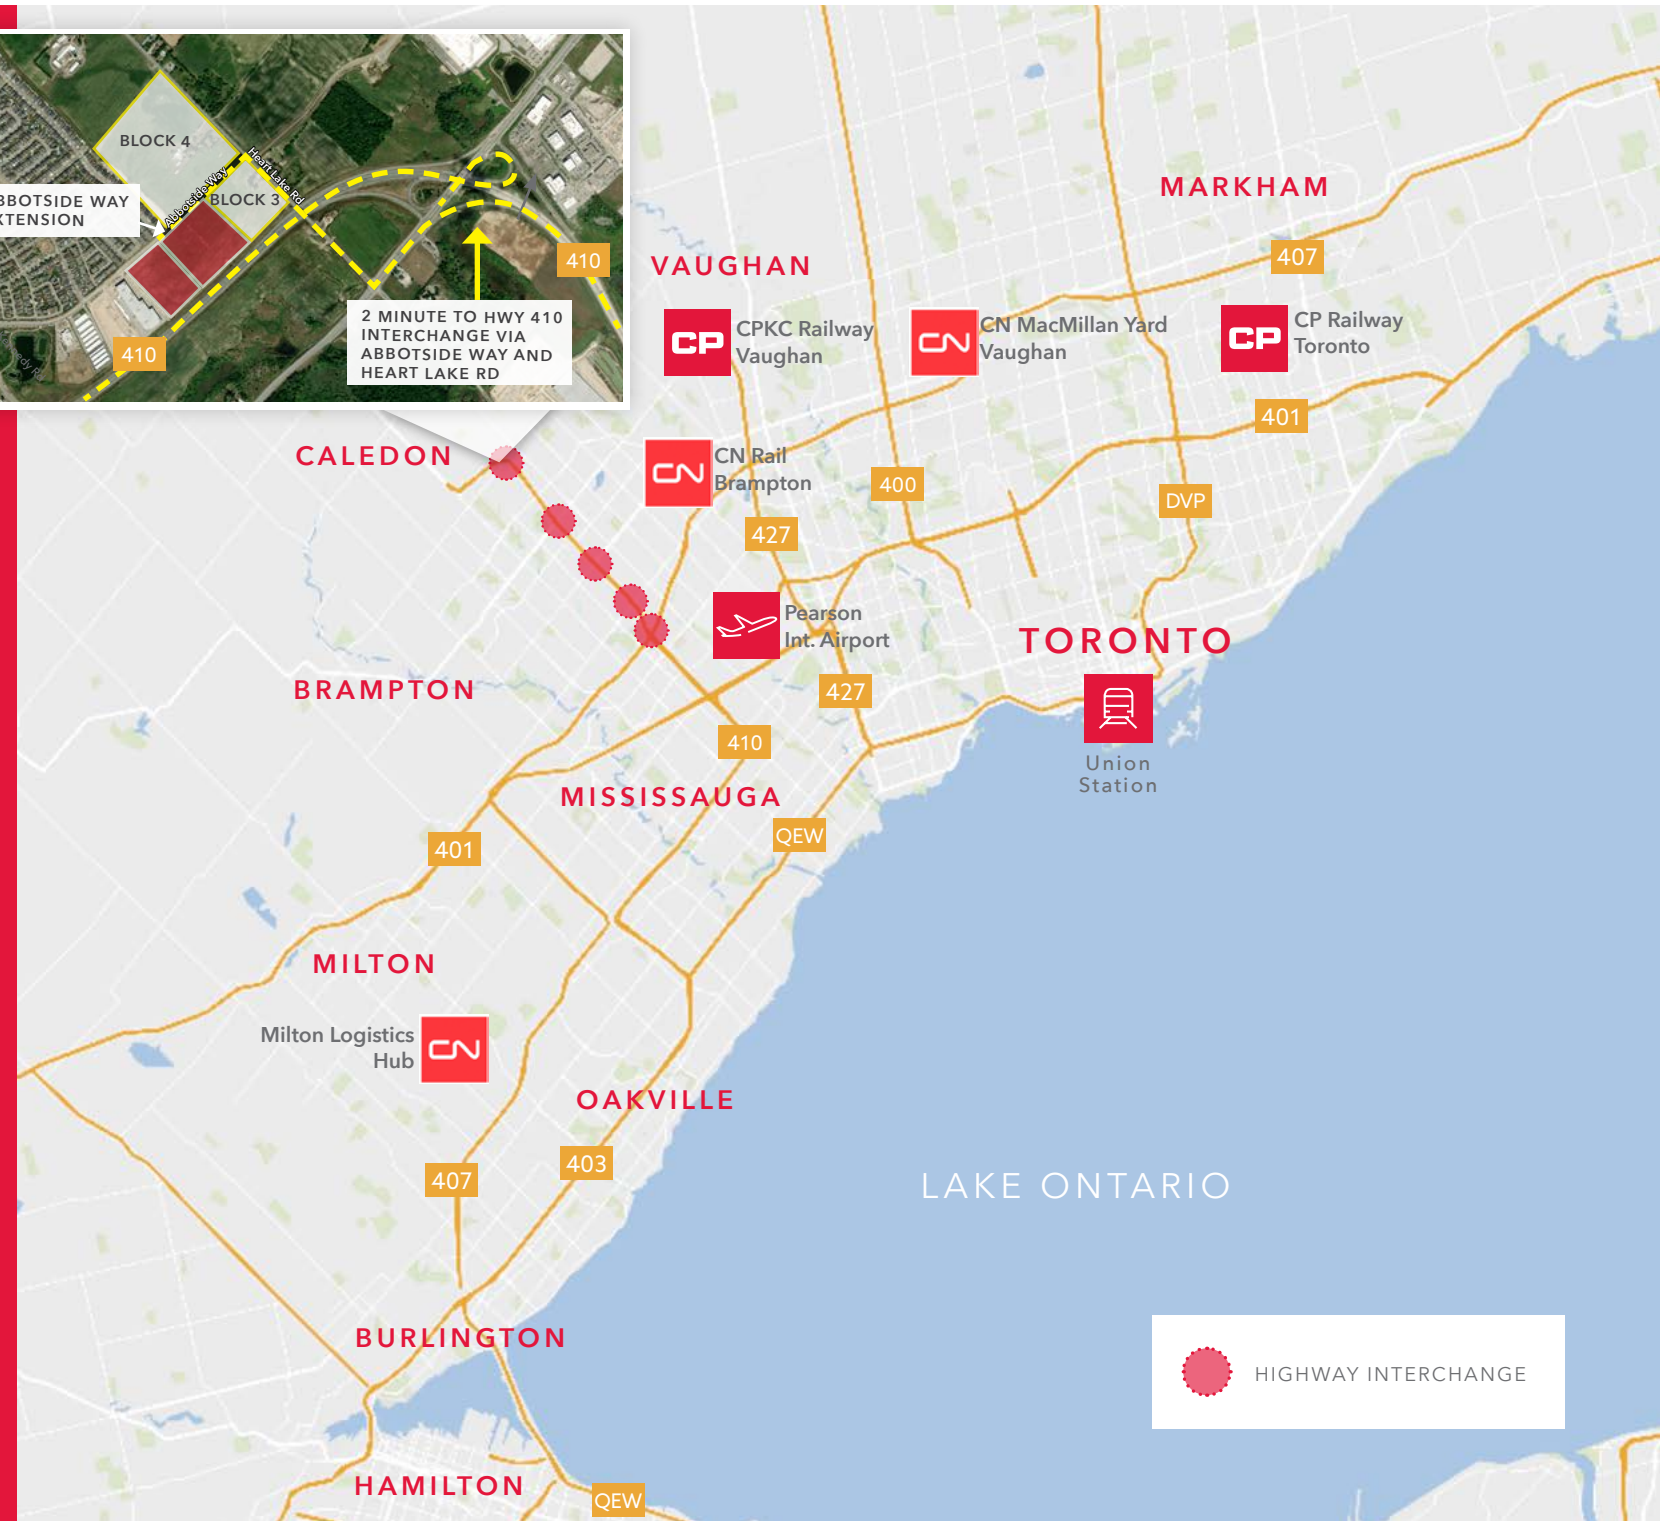 BLOCK 4
Heart Lake Rd
Abbotside Way
BLOCK 3
BBOTSIDE WAY
XTENSION
410
2 MINUTE TO HWY 410
INTERCHANGE VIA
ABBOTSIDE WAY AND
HEART LAKE RD
410
MARKHAM
407
VAUGHAN
CP
CPKC Railway
Vaughan
CN
CN MacMillan Yard
Vaughan
CP
CP Railway
Toronto
401
CALEDON
CN
CN Rail
Brampton
400
DVP
427
Pearson
Int. Airport
TORONTO
BRAMPTON
427
410
Union
Station
MISSISSAUGA
QEW
401
MILTON
Milton Logistics
Hub
CN
OAKVILLE
403
407
LAKE ONTARIO
BURLINGTON
HIGHWAY INTERCHANGE
HAMILTON
QEW